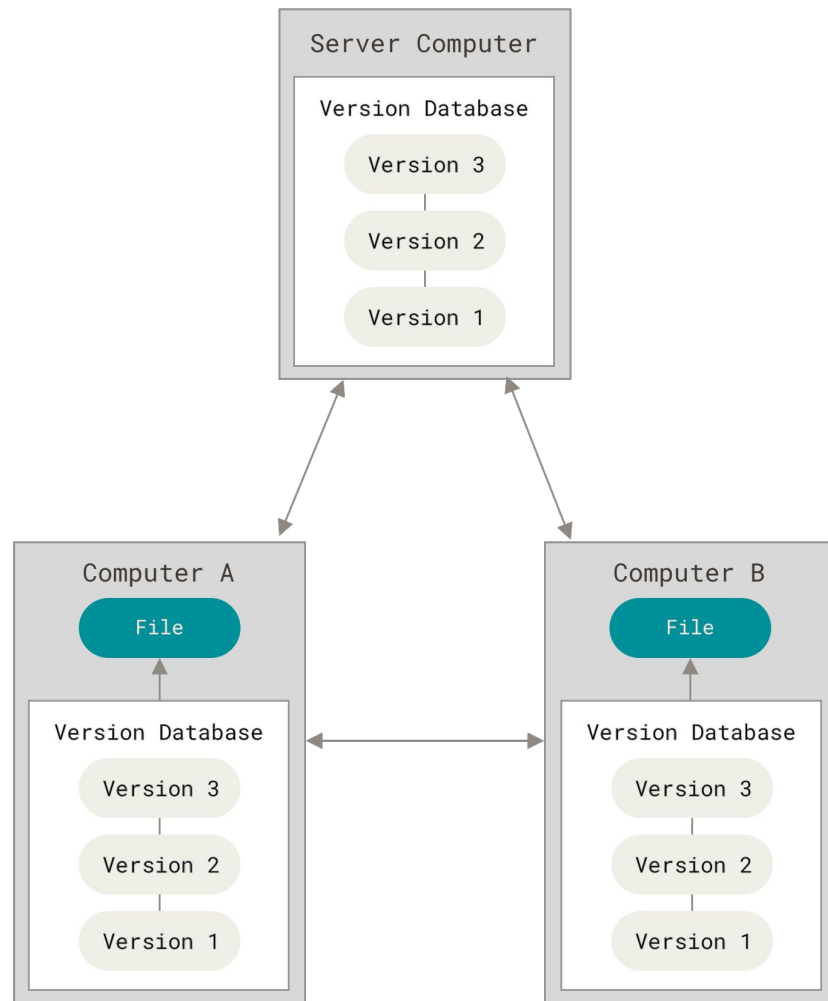 Server Computer
Version Database
Version 3
Version 2
Version 1
Computer A
File
Version Database
Version 3
Version 2
Version 1
Computer B
File
Version Database
Version 3
Version 2
Version 1